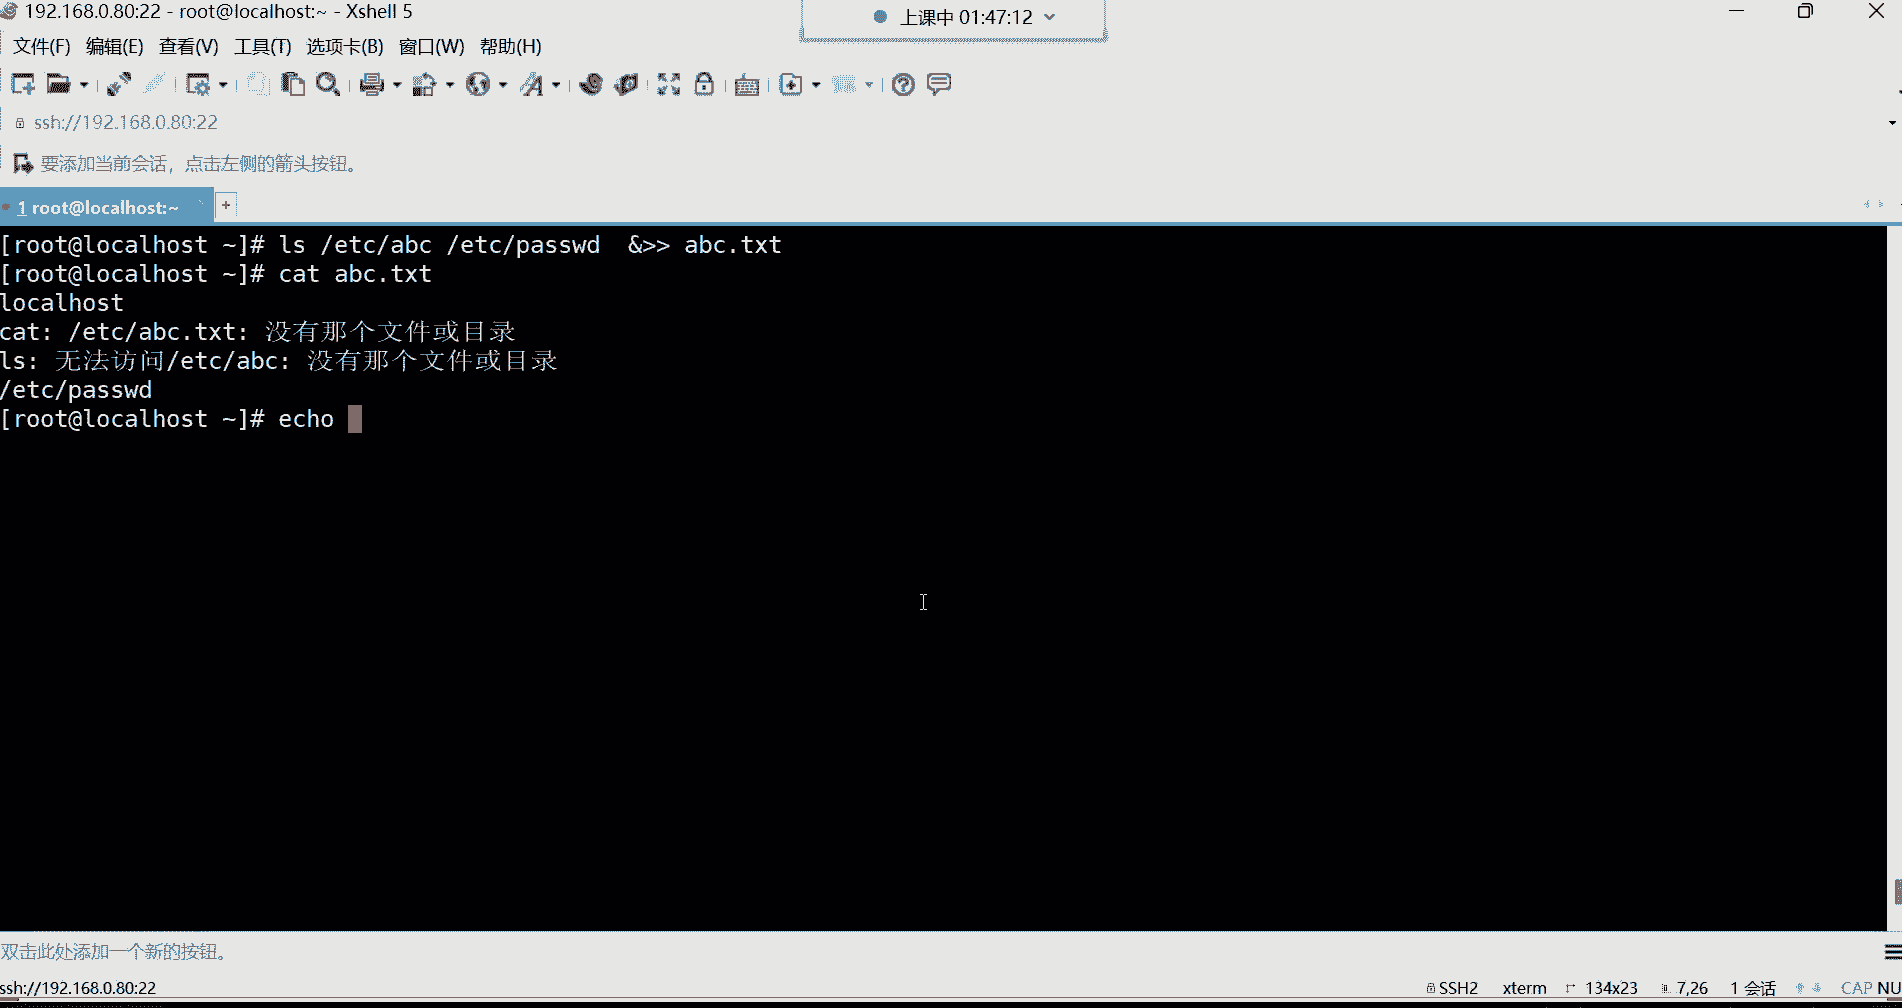 192.168.0.80:22 - root@localhost:~ - Xshell 5
上课中 01:47:12
文件(F) 编辑(E) 查看(V) 工具(T) 选项卡(B) 窗口(W) 帮助(H)
ssh://192.168.0.80:22
要添加当前会话，点击左侧的箭头按钮。
1 root@localhost:~
[root@localhost ~]# ls /etc/abc /etc/passwd  &>> abc.txt
[root@localhost ~]# cat abc.txt
localhost
cat: /etc/abc.txt: 没有那个文件或目录
ls: 无法访问/etc/abc: 没有那个文件或目录
/etc/passwd
[root@localhost ~]# echo
双击此处添加一个新的按钮。
ssh://192.168.0.80:22 SSH2 xterm 134x23 7,26 1 会话 CAP NU